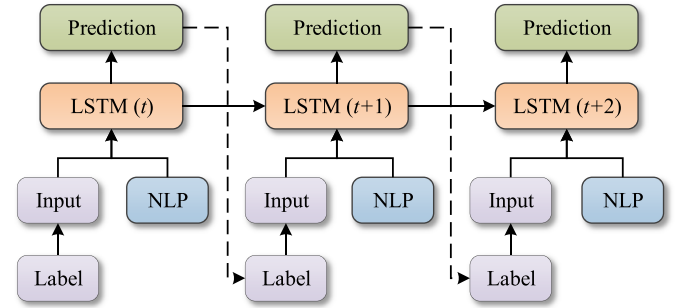 Prediction Prediction Prediction
LSTM (t) LSTM (t+1) LSTM (t+2)
Input NLP Input NLP Input NLP
Label Label Label